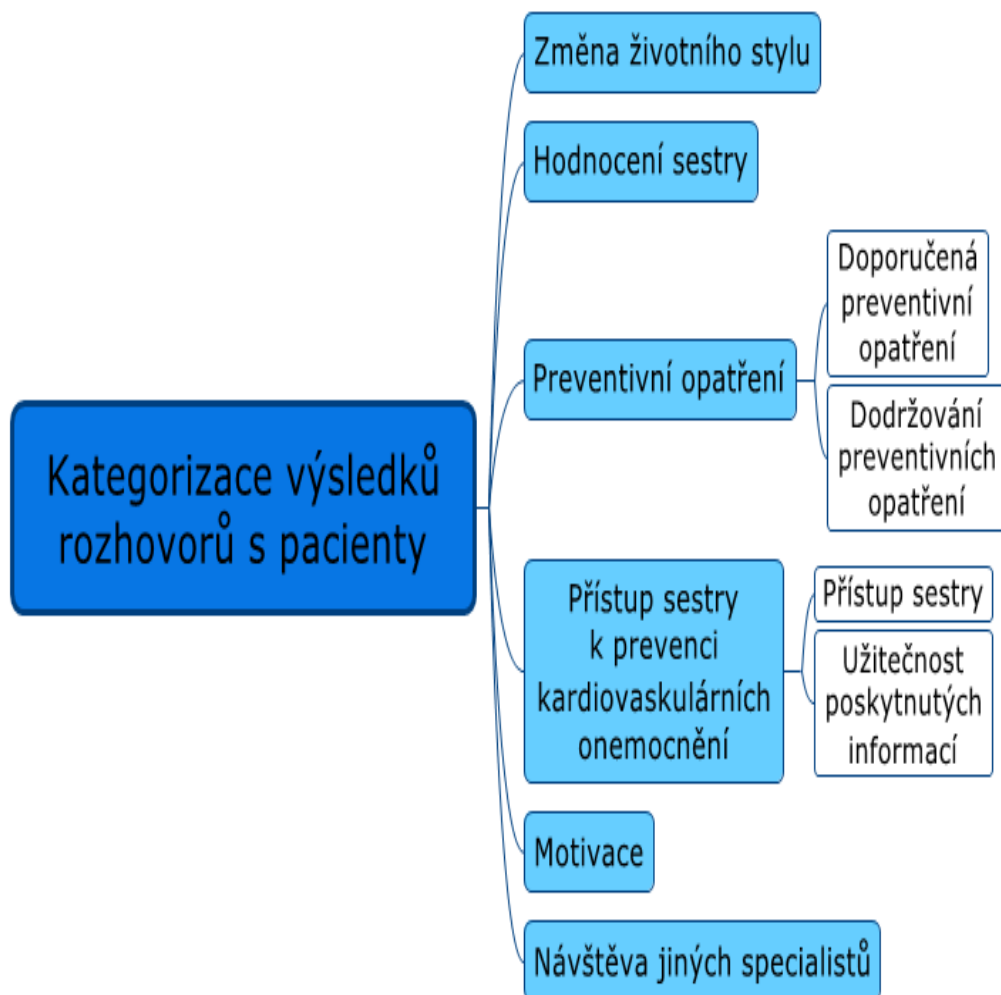 Kategorizace výsledků
rozhovorů s pacienty
Změna životního stylu
Hodnocení sestry
Preventivní opatření
Doporučená
preventivní
opatření
Dodržování
preventivních
opatření
Přístup sestry
k prevenci
kardiovaskulárních
onemocnění
Přístup sestry
Užitečnost
poskytnutých
informací
Motivace
Návštěva jiných specialistů